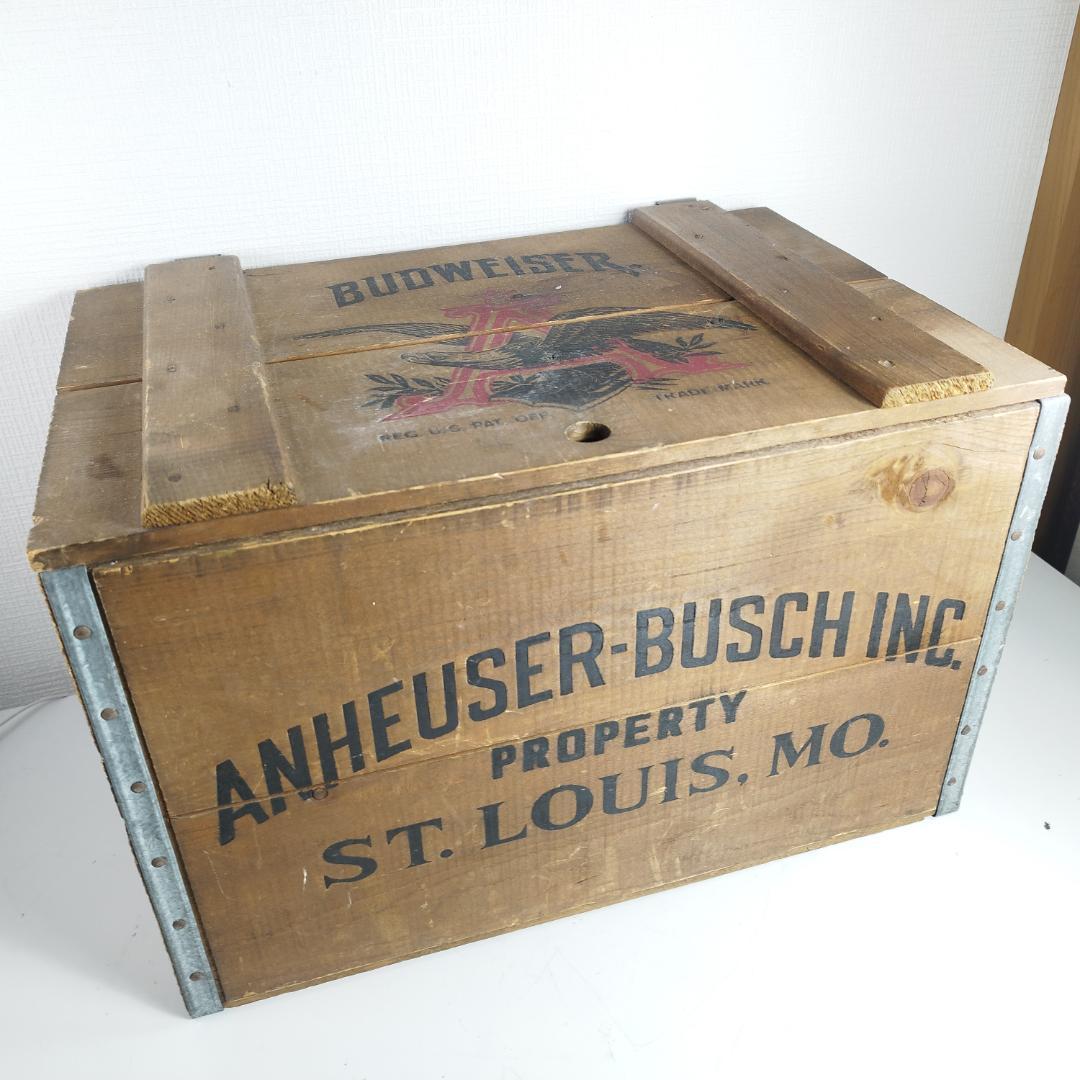 BUDWEISER
A
REG. U.S. PAT. OFF. TRADE MARK
ANHEUSER-BUSCH INC.
PROPERTY
ST. LOUIS, MO.